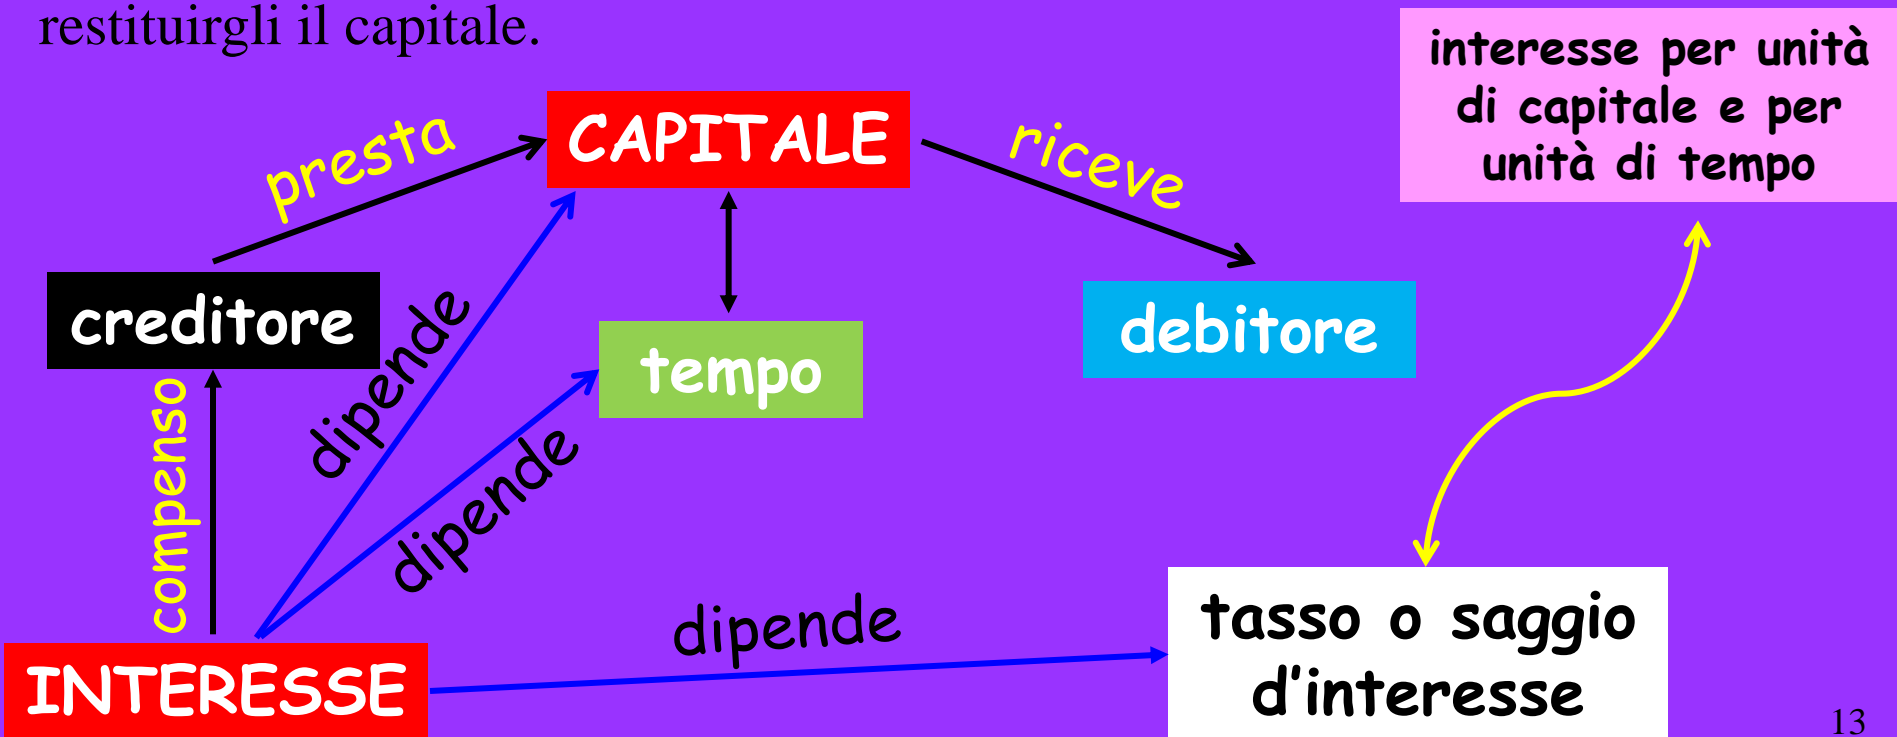 restituirgli il capitale.
interesse per unità
di capitale e per
unità di tempo
CAPITALE
presta
riceve
creditore
debitore
tempo
dipende
dipende
compenso
dipende
tasso o saggio
d'interesse
INTERESSE
13